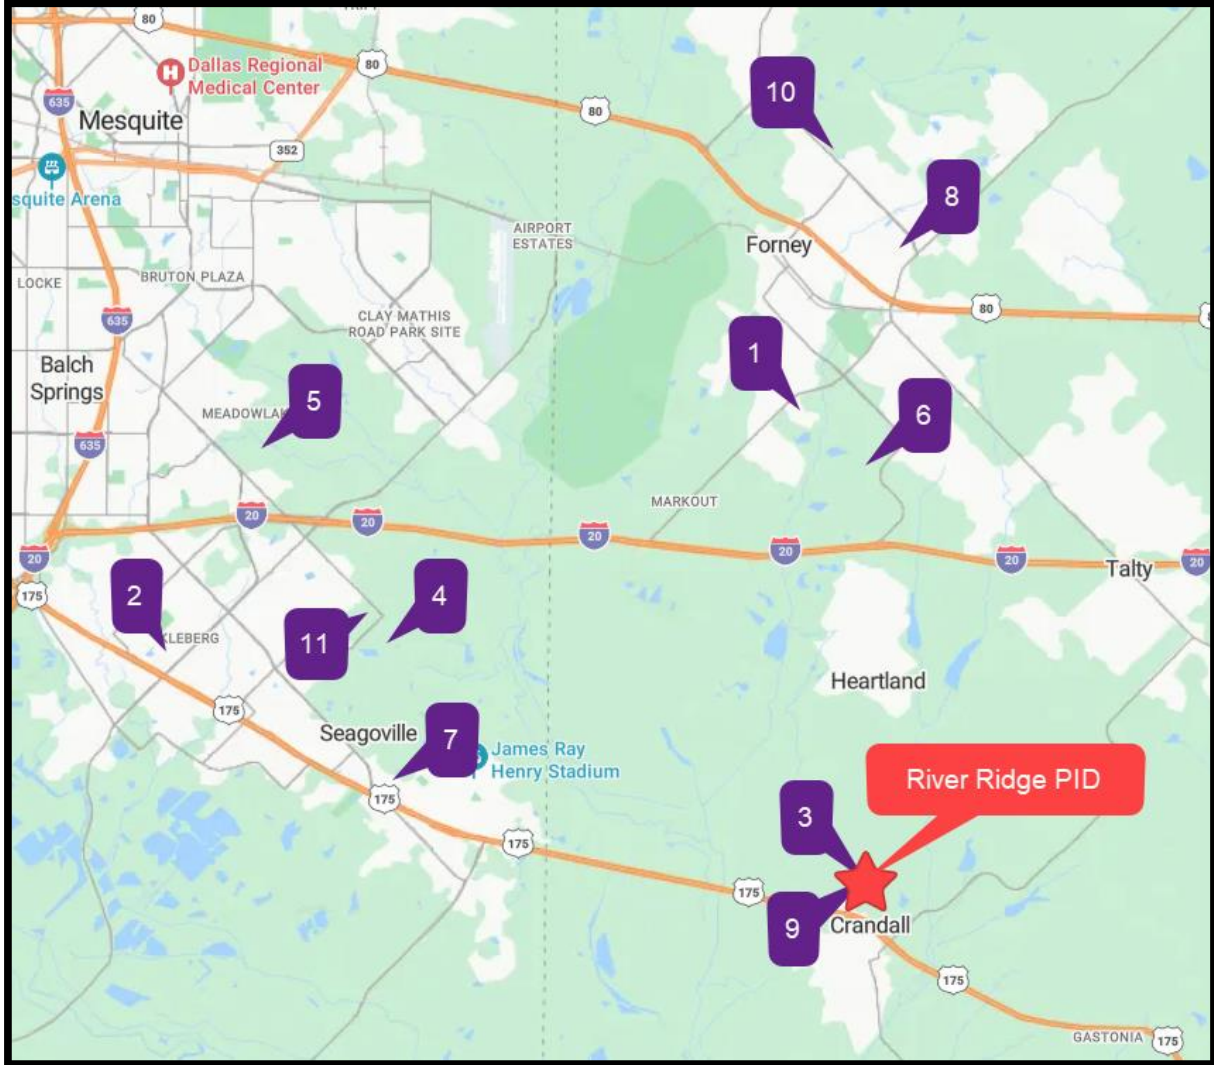 80
Dallas Regional
Medical Center
80
10
635
Mesquite
80
352
squite Arena
8
AIRPORT
ESTATES
Forney
LOCKE
BRUTON PLAZA
80
635
CLAY MATHIS
ROAD PARK SITE
1
Balch
Springs
5
MEADOWLAK
6
635
MARKOUT
20
20
20
20
20
20
20
Talty
175
2
4
KLEBERG
11
Heartland
175
Seagoville
7
James Ray
Henry Stadium
River Ridge PID
175
3
175
175
9
Crandall
175
GASTONIA
175